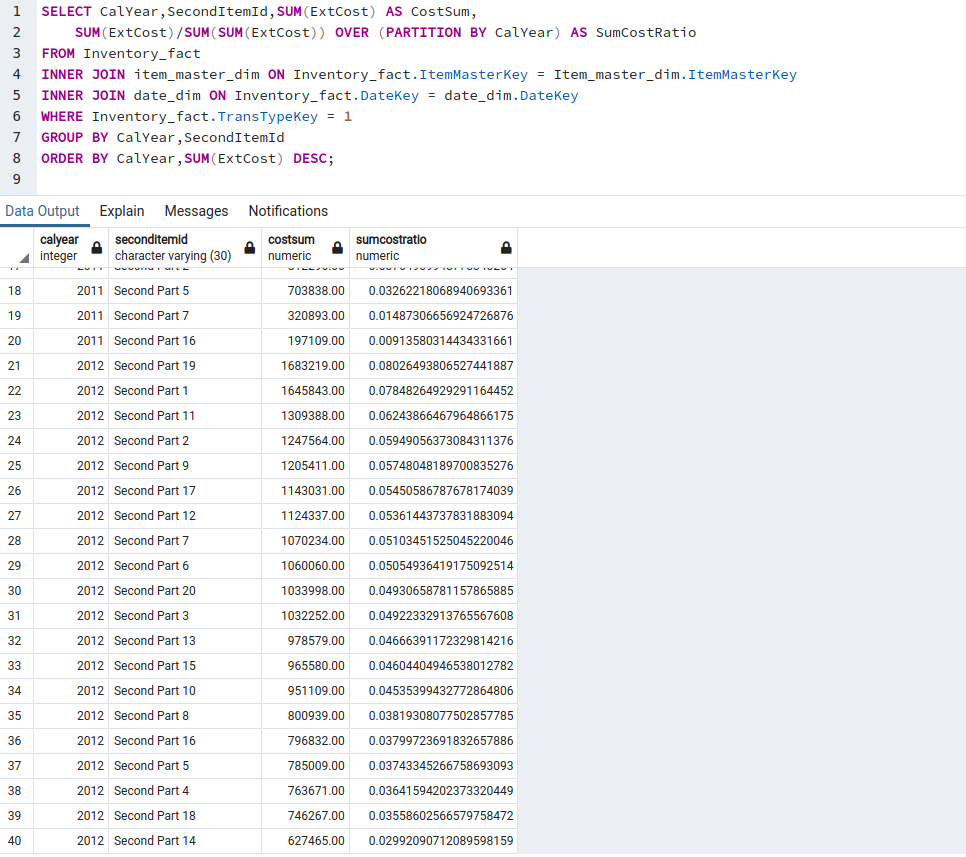 1 SELECT CalYear,SecondItemId,SUM(ExtCost) AS CostSum,
2 SUM(ExtCost)/SUM(SUM(ExtCost)) OVER (PARTITION BY CalYear) AS SumCostRatio
3 FROM Inventory_fact
4 INNER JOIN item_master_dim ON Inventory_fact.ItemMasterKey = Item_master_dim.ItemMasterKey
5 INNER JOIN date_dim ON Inventory_fact.DateKey = date_dim.DateKey
6 WHERE Inventory_fact.TransTypeKey = 1
7 GROUP BY CalYear,SecondItemId
8 ORDER BY CalYear,SUM(ExtCost) DESC;
9
Data Output Explain Messages Notifications
calyear seconditemid costsum sumcostratio
integer character varying (30) numeric numeric
18 2011 Second Part 5 703838.00 0.03262218068940693361
19 2011 Second Part 7 320893.00 0.01487306656924726876
20 2011 Second Part 16 197109.00 0.0091358031443433166​1
21 2012 Second Part 19 1683219.00 0.08026493806527441887
22 2012 Second Part 1 1645843.00 0.07848264929291164452
23 2012 Second Part 11 1309388.00 0.06243866467964866175
24 2012 Second Part 2 1247564.00 0.05949056373084311376
25 2012 Second Part 9 1205411.00 0.05748048189700835276
26 2012 Second Part 17 1143031.00 0.05450586787678174039
27 2012 Second Part 12 1124337.00 0.05361443737831883094
28 2012 Second Part 7 1070234.00 0.05103451525045220046
29 2012 Second Part 6 1060060.00 0.05054936419175092514
30 2012 Second Part 20 1033998.00 0.04930658781157865885
31 2012 Second Part 3 1032252.00 0.04922332913765567608
32 2012 Second Part 13 978579.00 0.04666391172329814216
33 2012 Second Part 15 965580.00 0.04604404946538012782
34 2012 Second Part 10 951109.00 0.04535399432772864806
35 2012 Second Part 8 800939.00 0.03819308077502857785
36 2012 Second Part 16 796832.00 0.03799723691832657886
37 2012 Second Part 5 785009.00 0.03743345266758693093
38 2012 Second Part 4 763671.00 0.03641594202373320449
39 2012 Second Part 18 746267.00 0.03558602566579758472
40 2012 Second Part 14 627465.00 0.02992090712089598159